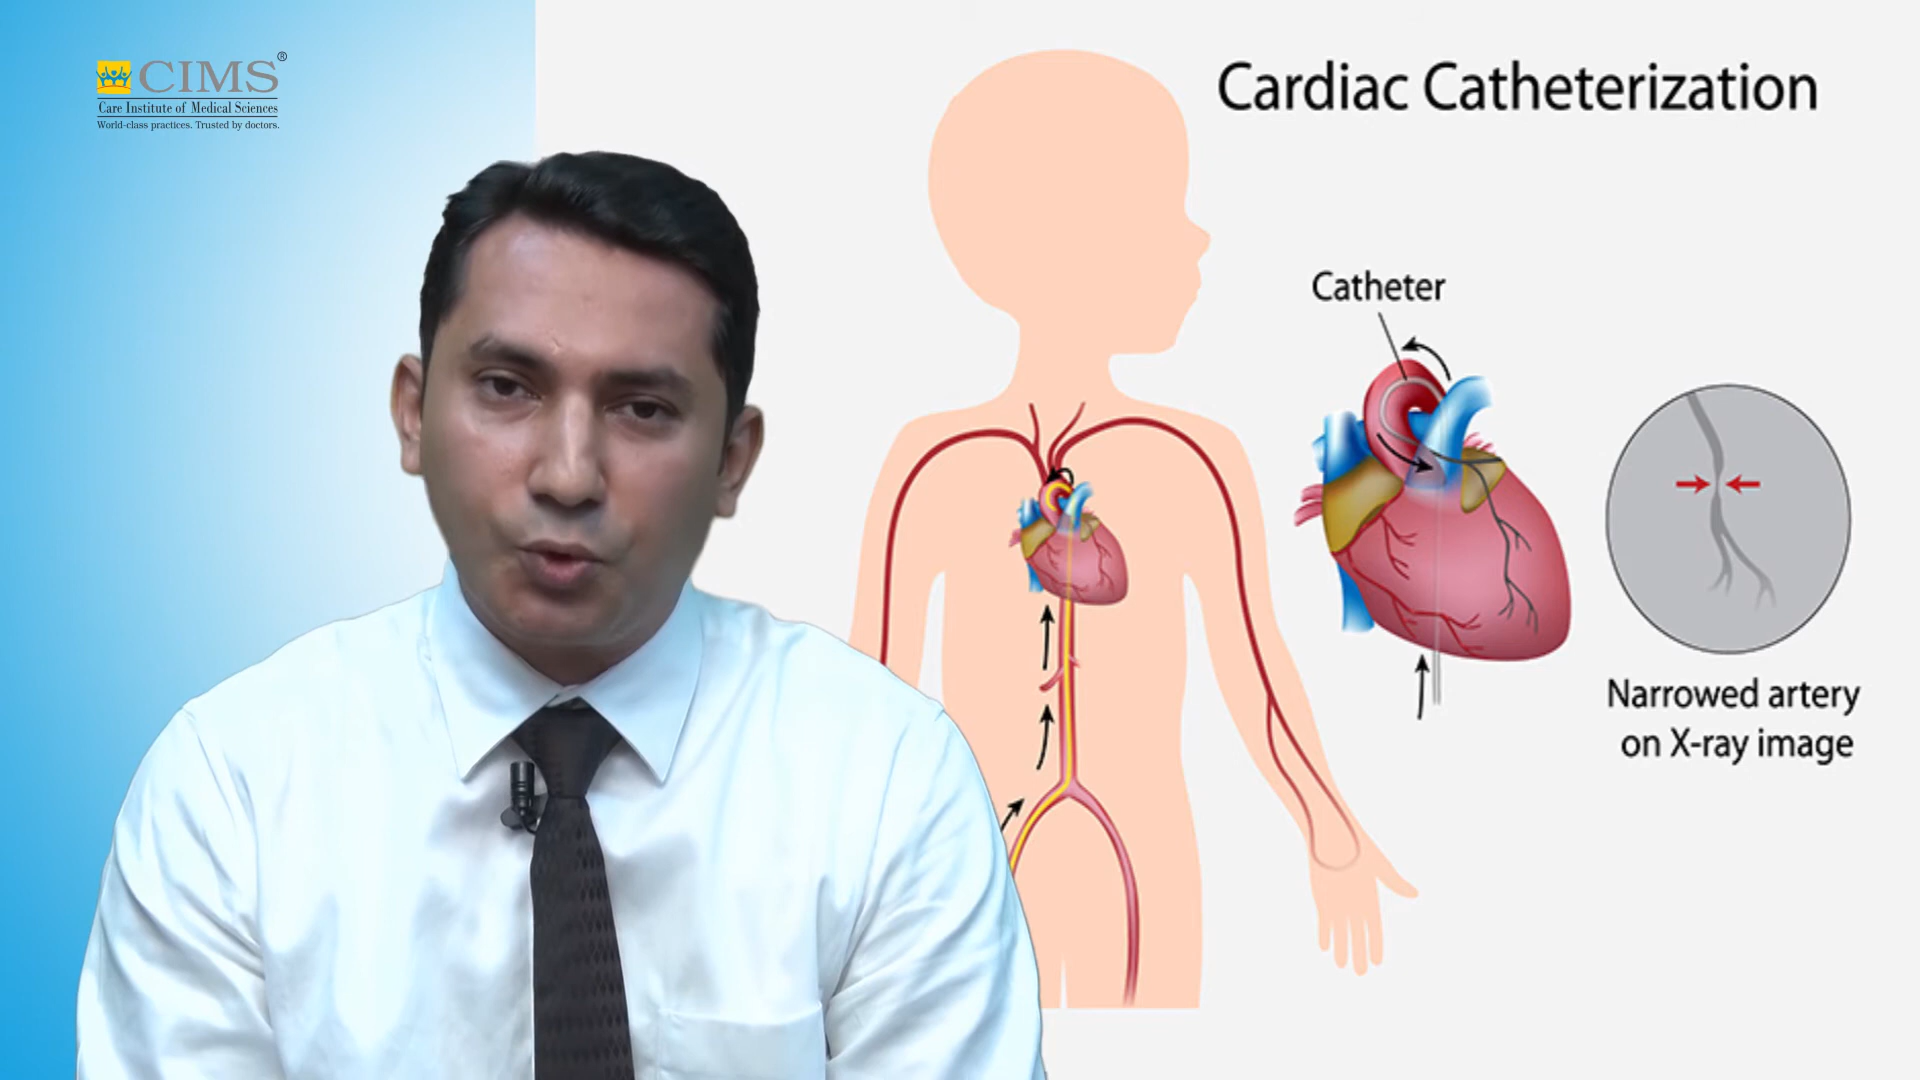 CIMS®
Care Institute of Medical Sciences
World-class practices. Trusted by doctors.
Cardiac Catheterization
Catheter
Narrowed artery
on X-ray image